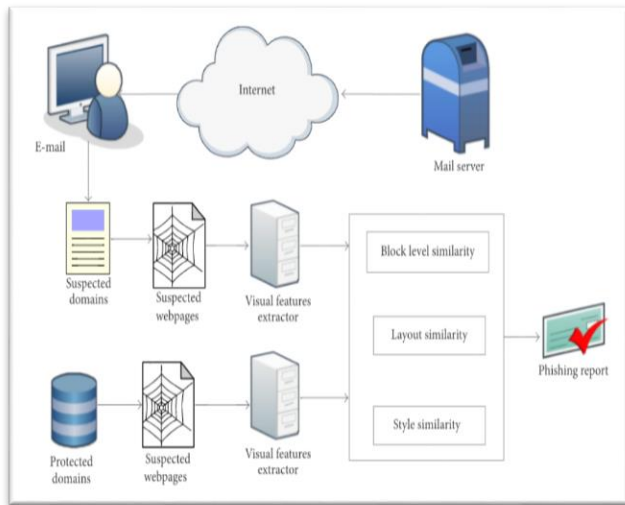 Internet
E-mail
Mail server
Suspected
domains
Suspected
webpages
Visual features
extractor
Block level similarity
Layout similarity
Style similarity
Phishing report
Protected
domains
Suspected
webpages
Visual features
extractor